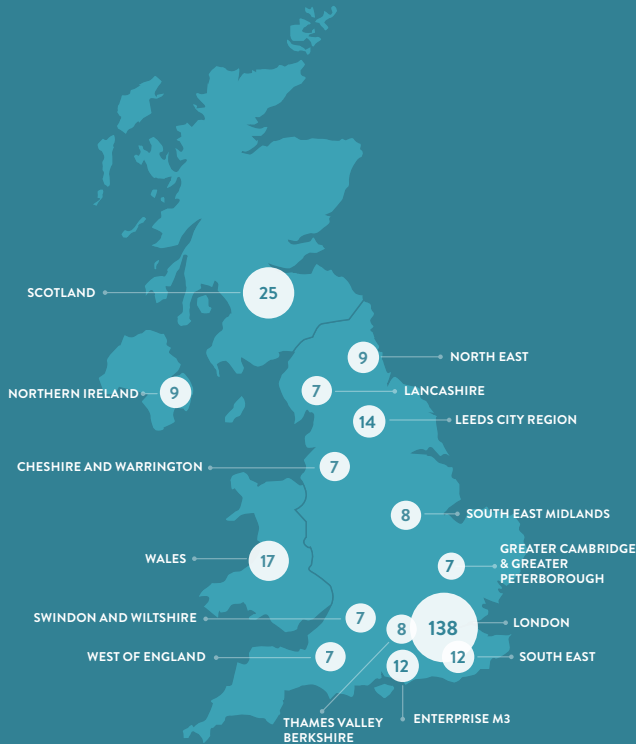 SCOTLAND
25
9
NORTH EAST
NORTHERN IRELAND
9
7
LANCASHIRE
14
LEEDS CITY REGION
CHESHIRE AND WARRINGTON
7
8
SOUTH EAST MIDLANDS
WALES
17
7
GREATER CAMBRIDGE
& GREATER
PETERBOROUGH
SWINDON AND WILTSHIRE
7
8
138
LONDON
WEST OF ENGLAND
7
12
12
SOUTH EAST
THAMES VALLEY
BERKSHIRE
ENTERPRISE M3